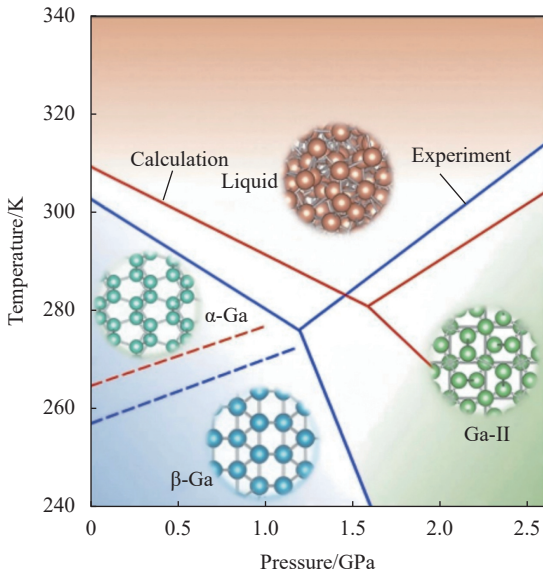 340
320
300
280
260
240
Temperature/K
Calculation
Liquid
Experiment
α-Ga
β-Ga
Ga-II
0
0.5
1.0
1.5
2.0
2.5
Pressure/GPa